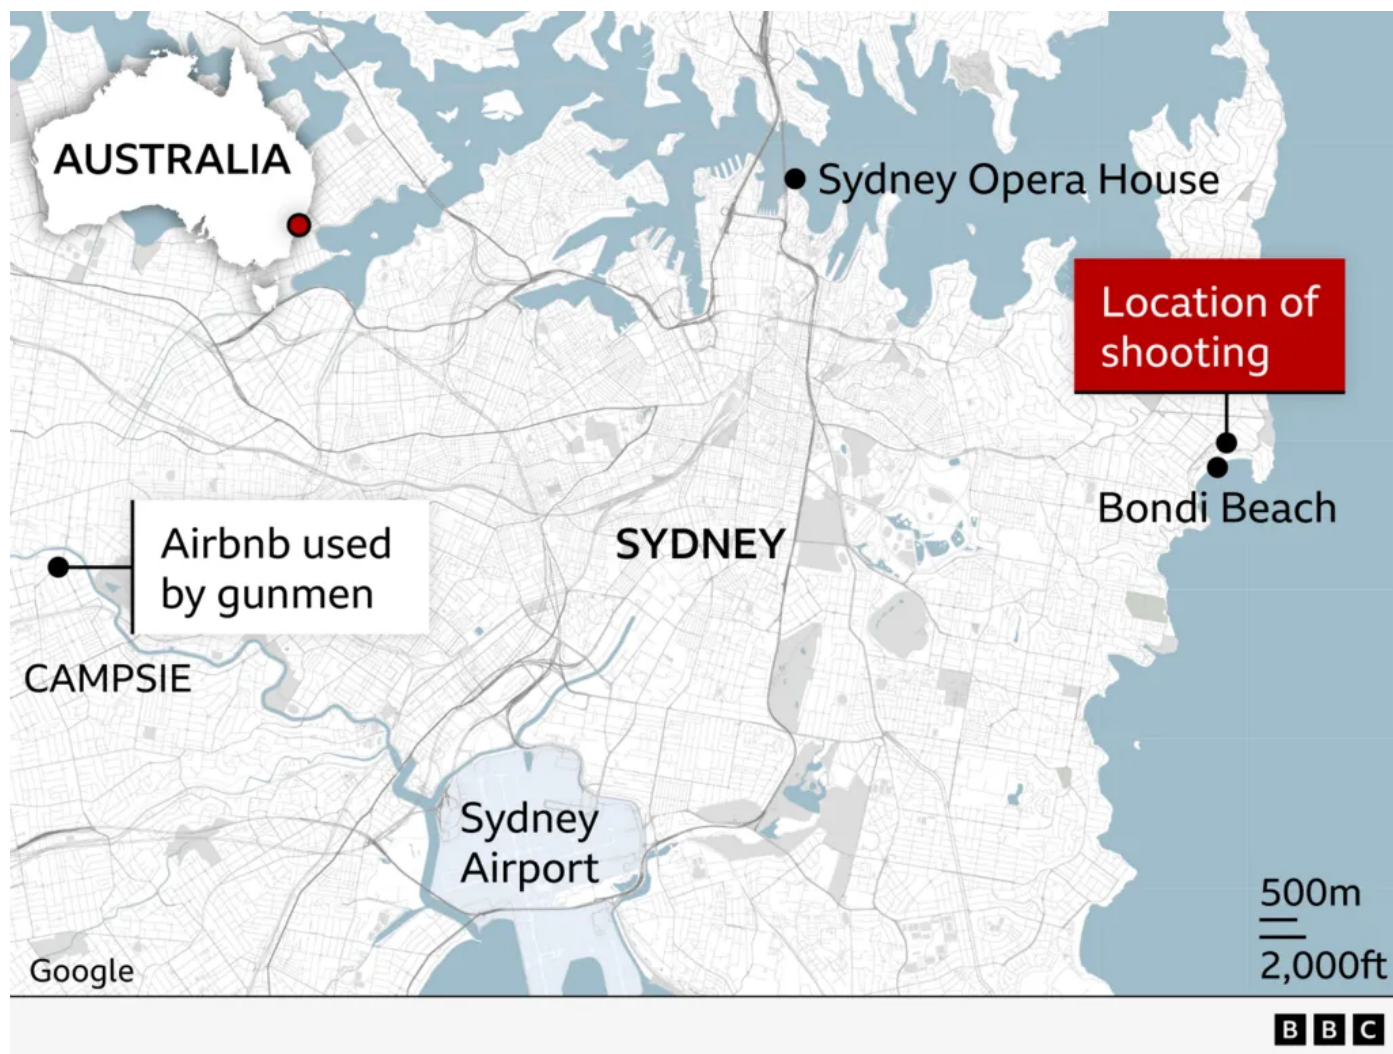 AUSTRALIA
Sydney Opera House
Location of
shooting
Bondi Beach
Airbnb used
by gunmen
SYDNEY
CAMPSIE
Sydney
Airport
500m
2,000ft
Google
BBC